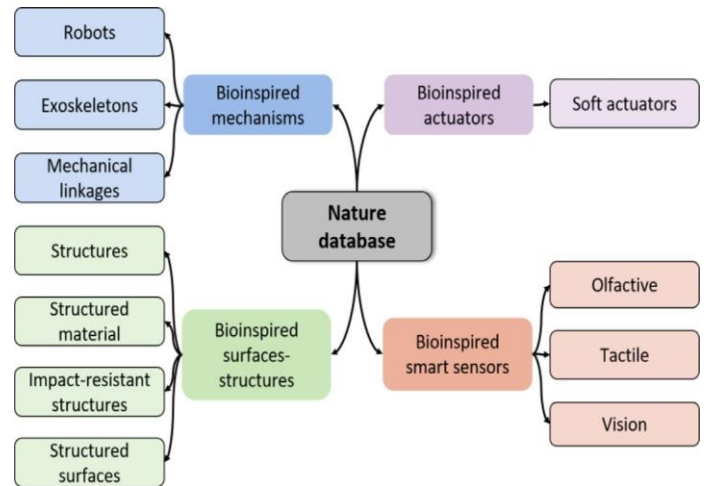 Robots
Exoskeletons
Mechanical
linkages
Bioinspired
mechanisms
Bioinspired
actuators
Soft actuators
Nature
database
Structures
Structured
material
Impact-resistant
structures
Structured
surfaces
Bioinspired
surfaces-
structures
Bioinspired
smart sensors
Olfactive
Tactile
Vision